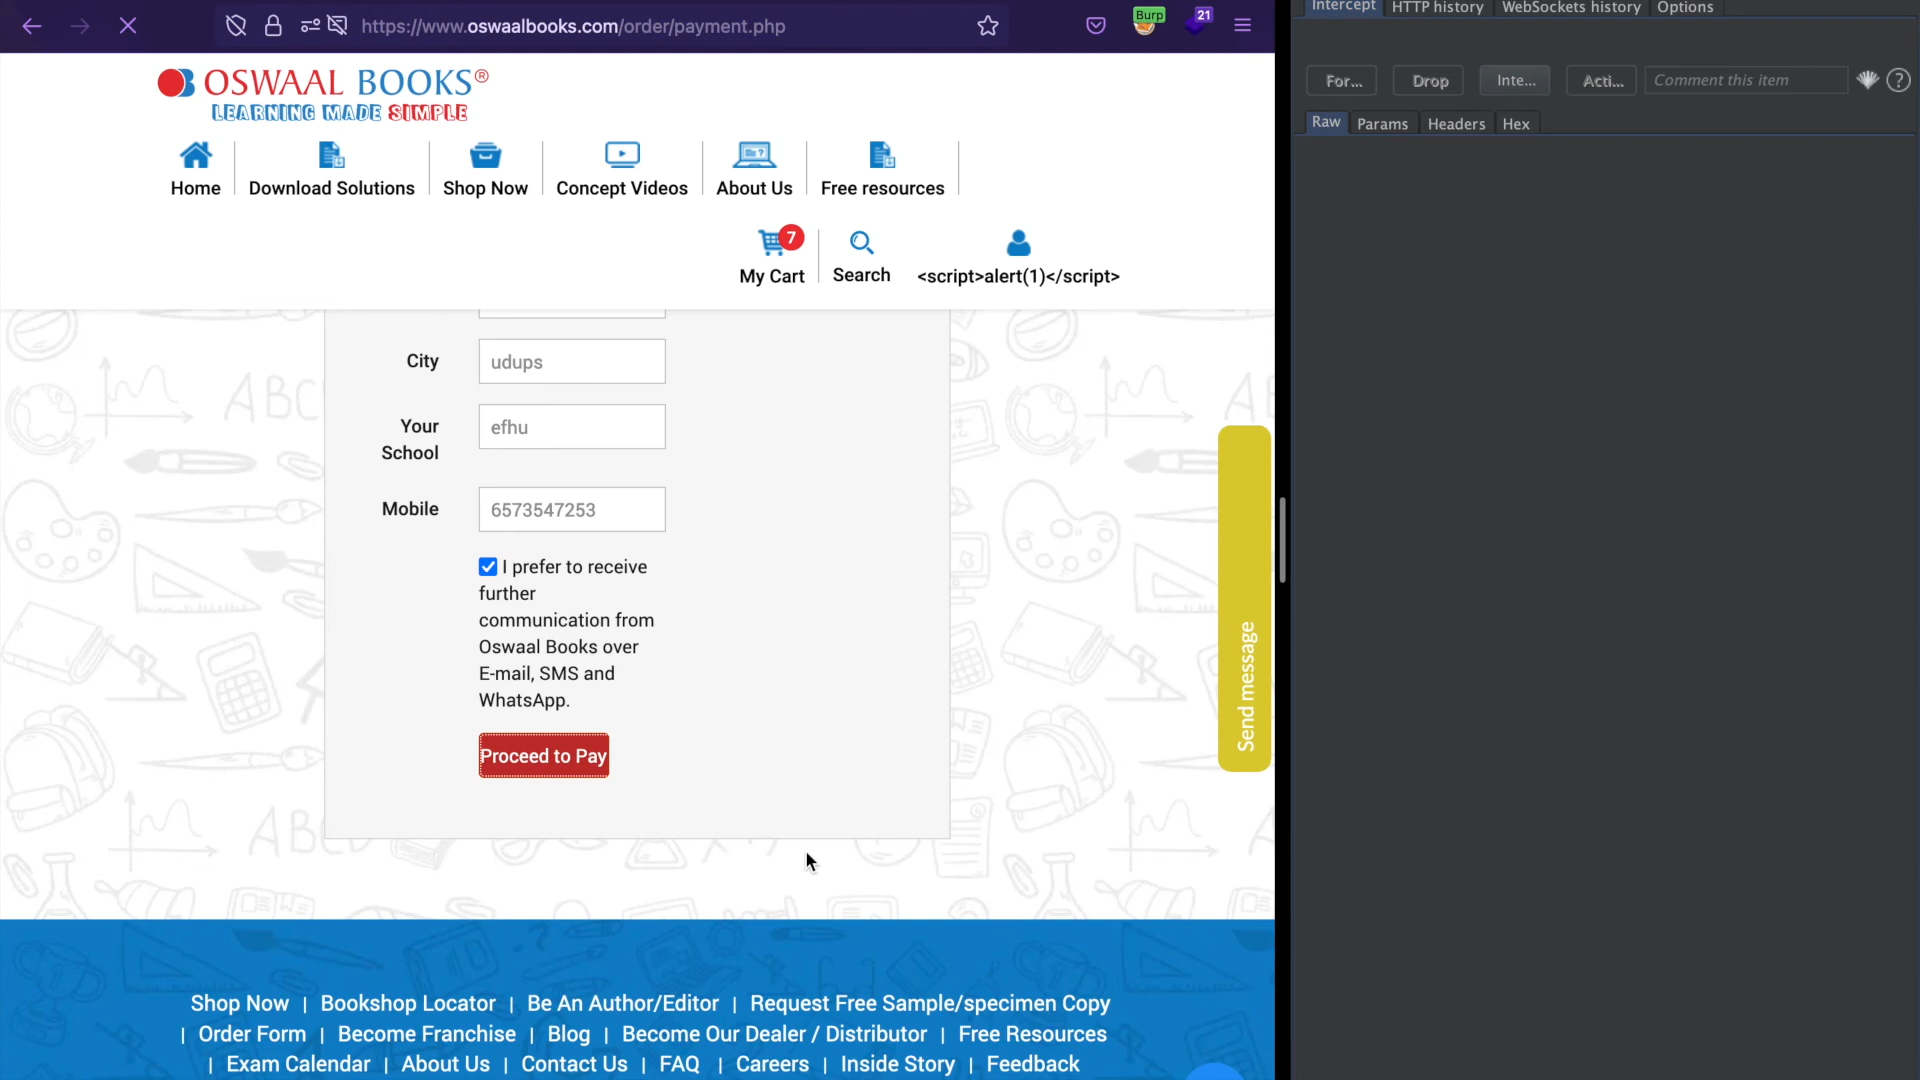 https://www.oswaalbooks.com/order/payment.php
Burp
21
OSWAAL BOOKS®
LEARNING MADE SIMPLE
Home
Download Solutions
Shop Now
Concept Videos
About Us
Free resources
7
My Cart
Search
<script>alert(1)</script>
City
udups
Your School
efhu
Mobile
6573547253
I prefer to receive
further
communication from
Oswaal Books over
E-mail, SMS and
WhatsApp.
Proceed to Pay
Send message
Shop Now | Bookshop Locator | Be An Author/Editor | Request Free Sample/specimen Copy
| Order Form | Become Franchise | Blog | Become Our Dealer / Distributor | Free Resources
| Exam Calendar | About Us | Contact Us | FAQ | Careers | Inside Story | Feedback
Intercept HTTP history WebSockets history Options
For... Drop Inte... Acti... Comment this item ?
Raw Params Headers Hex